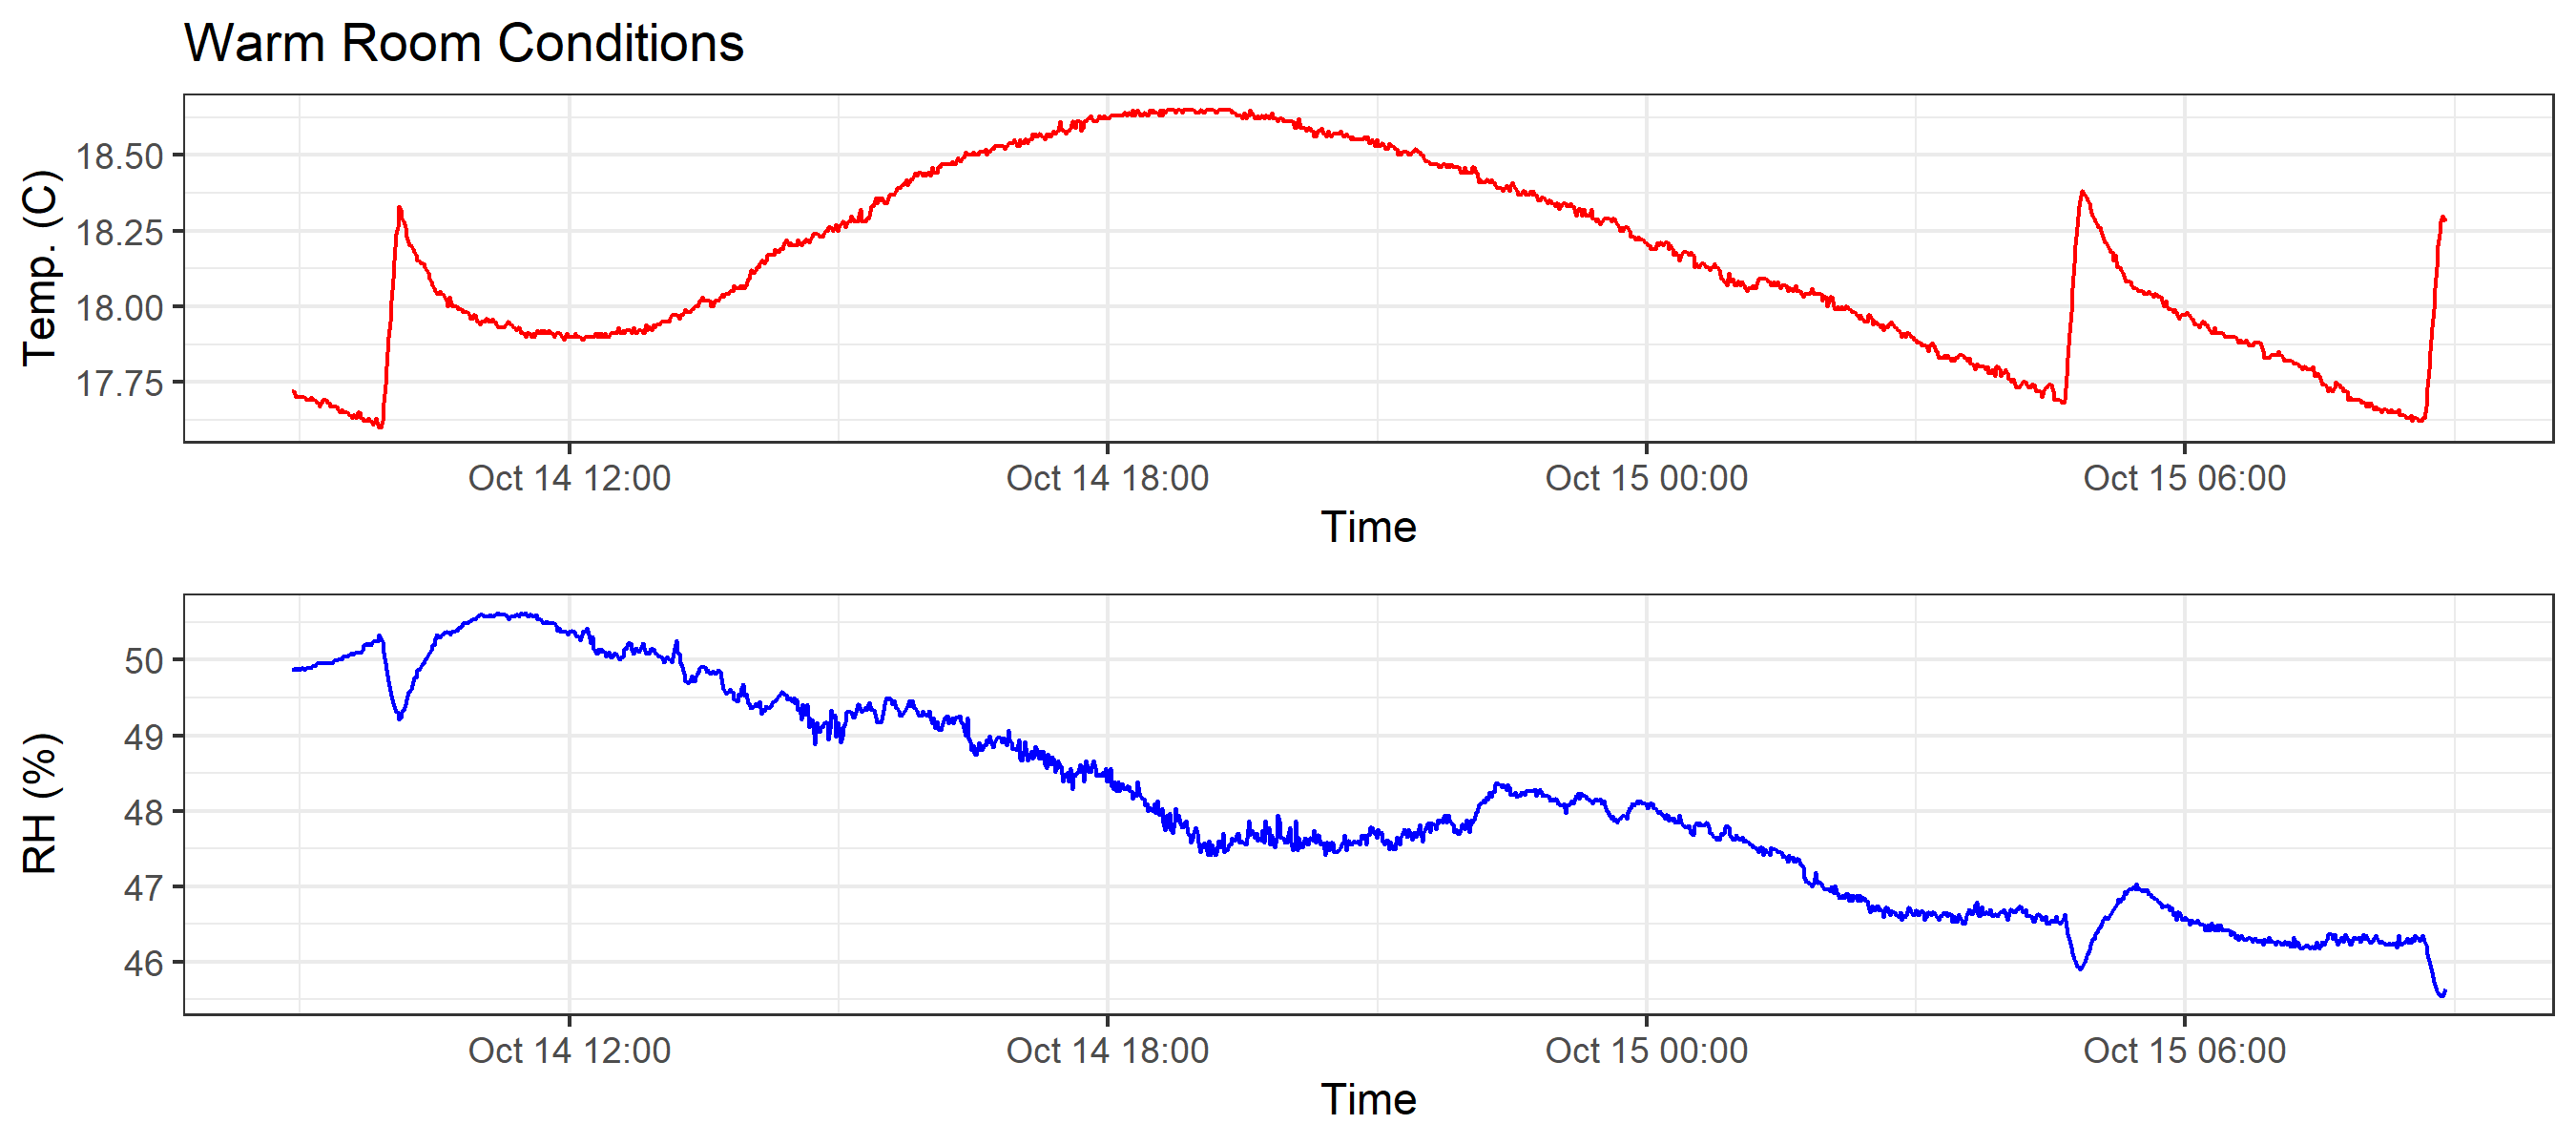 Warm Room Conditions
Temp. (C)
18.50
18.25
18.00
17.75
Oct 14 12:00 Oct 14 18:00 Oct 15 00:00 Oct 15 06:00
Time
RH (%)
50
49
48
47
46
Oct 14 12:00 Oct 14 18:00 Oct 15 00:00 Oct 15 06:00
Time